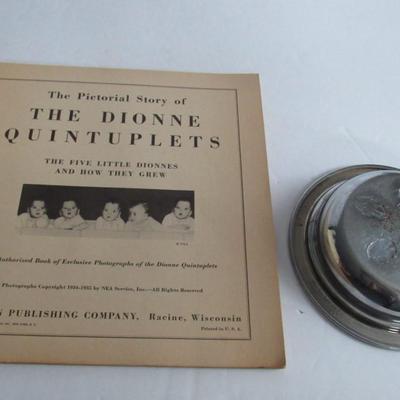 The Pictorial Story of
THE DIONNE
QUINTUPLETS
THE FIVE LITTLE DIONNES
AND HOW THEY GREW
Authorized Book of Exclusive Photographs of the Dionne Quintuplets
Photographs Copyright 1934-1935 by NEA Service, Inc.—All Rights Reserved
PUBLISHING COMPANY, Racine, Wisconsin
Printed in U. S. A.